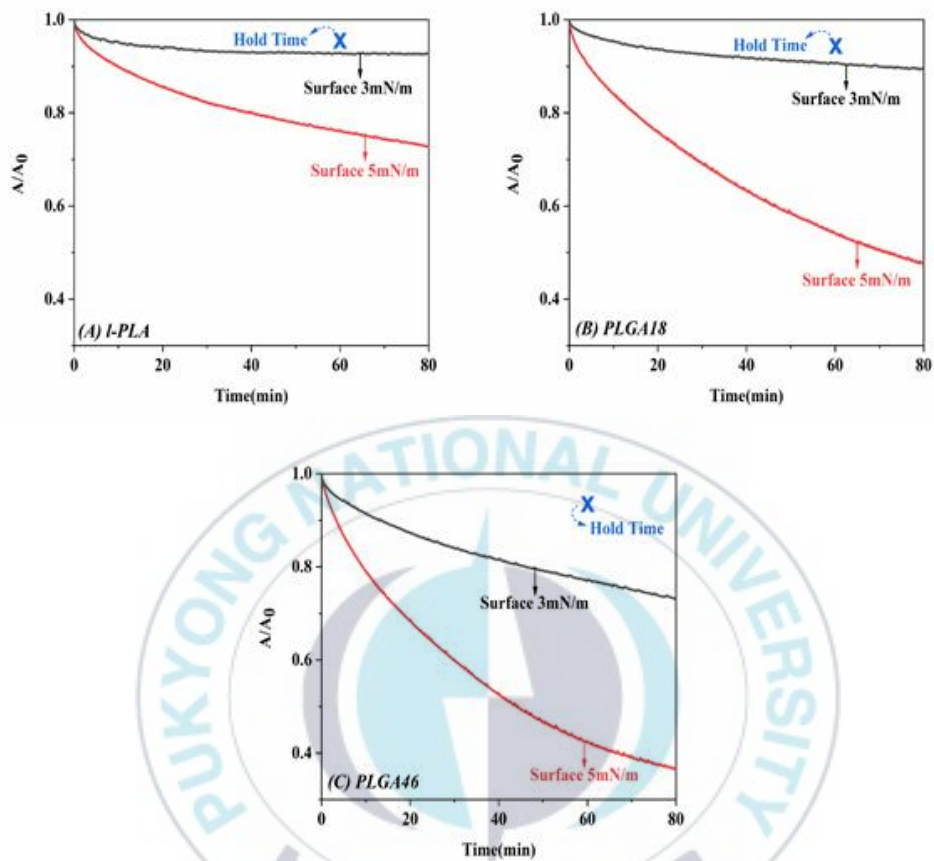 1.0
0.8
0.6
0.4
A/A0
Hold Time
X
Surface 3mN/m
Surface 5mN/m
(A) l-PLA
0 20 40 60 80
Time(min)
1.0
0.8
0.6
0.4
A/A0
Hold Time
X
Surface 3mN/m
Surface 5mN/m
(B) PLGA18
0 20 40 60 80
Time(min)
1.0
0.8
0.6
0.4
A/A0
X
Hold Time
Surface 3mN/m
Surface 5mN/m
(C) PLGA46
0 20 40 60 80
Time(min)
PUKYONG NATIONAL UNIVERSITY